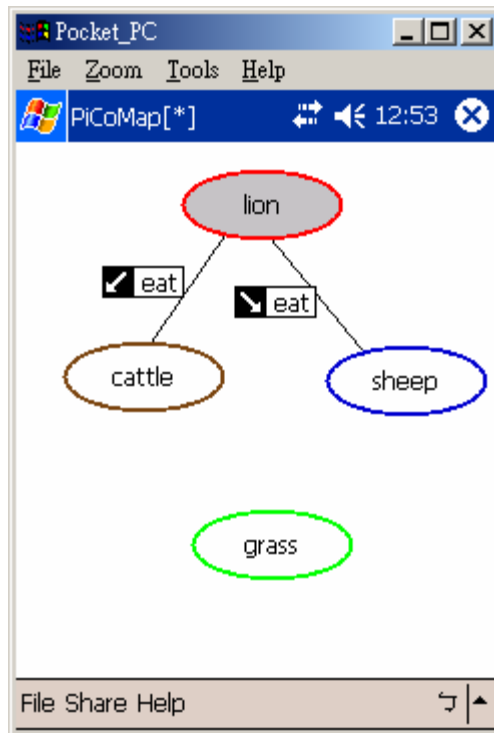 Pocket_PC
File Zoom Tools Help
PiCoMap[*] 12:53
lion
eat
eat
cattle
sheep
grass
File Share Help ㄅ